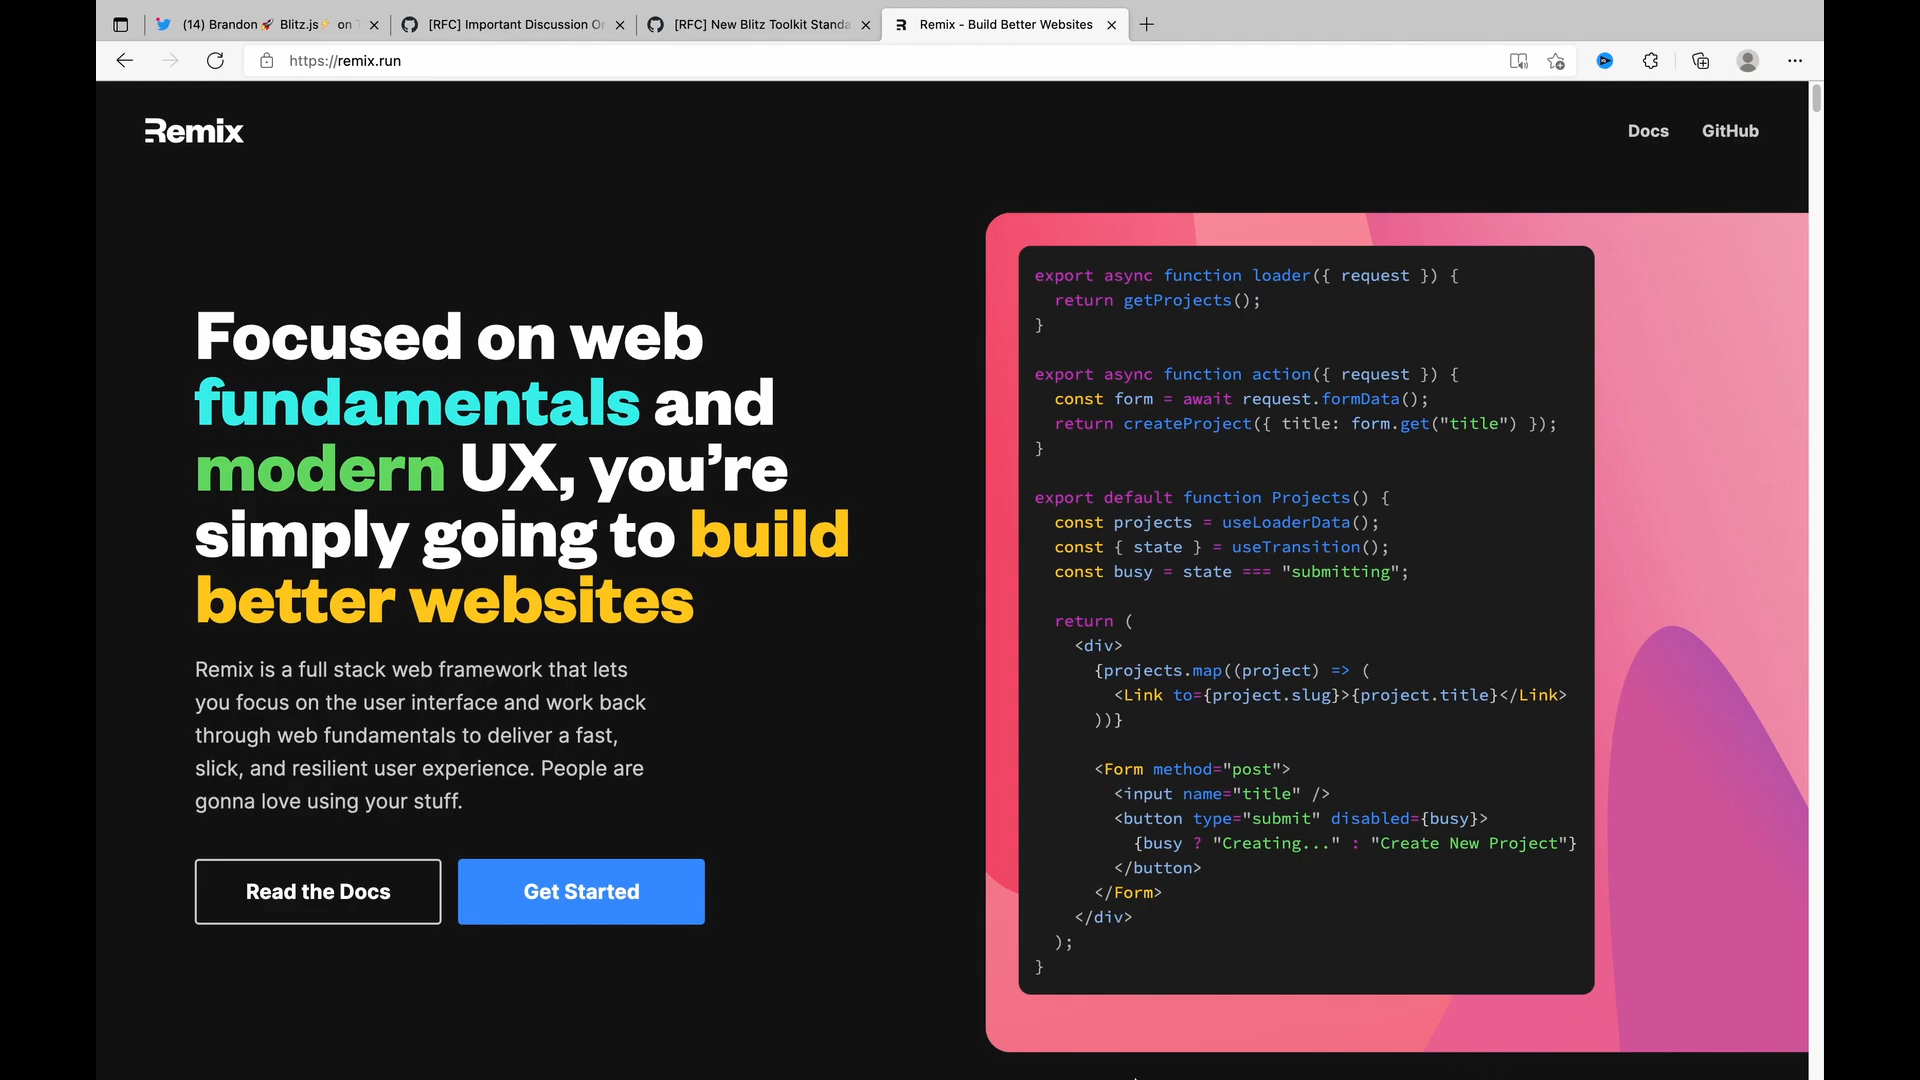 (14) Brandon 🚀 Blitz.js⚡ on
[RFC] Important Discussion
[RFC] New Blitz Toolkit
Remix - Build Better Websites
https://remix.run
Remix
Docs
GitHub
Focused on web
fundamentals and
modern UX, you’re
simply going to build
better websites
Remix is a full stack web framework that lets
you focus on the user interface and work back
through web fundamentals to deliver a fast,
slick, and resilient user experience. People are
gonna love using your stuff.
Read the Docs
Get Started
export async function loader({ request }) {
  return getProjects();
}
export async function action({ request }) {
  const form = await request.formData();
  return createProject({ title: form.get("title") });
}
export default function Projects() {
  const projects = useLoaderData();
  const { state } = useTransition();
  const busy = state === "submitting";
  return (
    <div>
      {projects.map((project) => (
        <Link to={project.slug}>{project.title}</Link>
      ))}
      <Form method="post">
        <input name="title" />
        <button type="submit" disabled={busy}>
          {busy ? "Creating..." : "Create New Project"}
        </button>
      </Form>
    </div>
  );
}